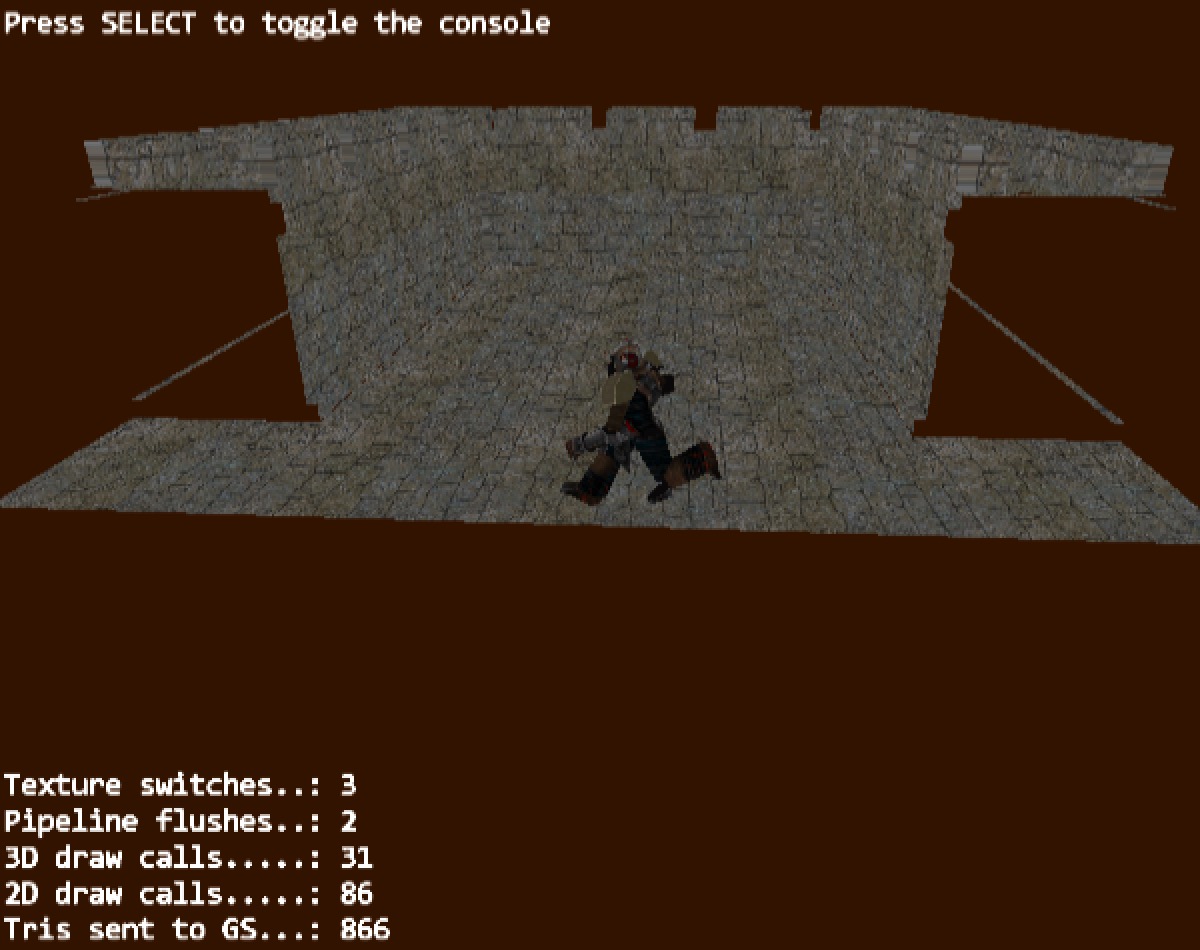 Press SELECT to toggle the console
Texture switches..: 3
Pipeline flushes..: 2
3D draw calls.....: 31
2D draw calls.....: 86
Tris sent to GS...: 866